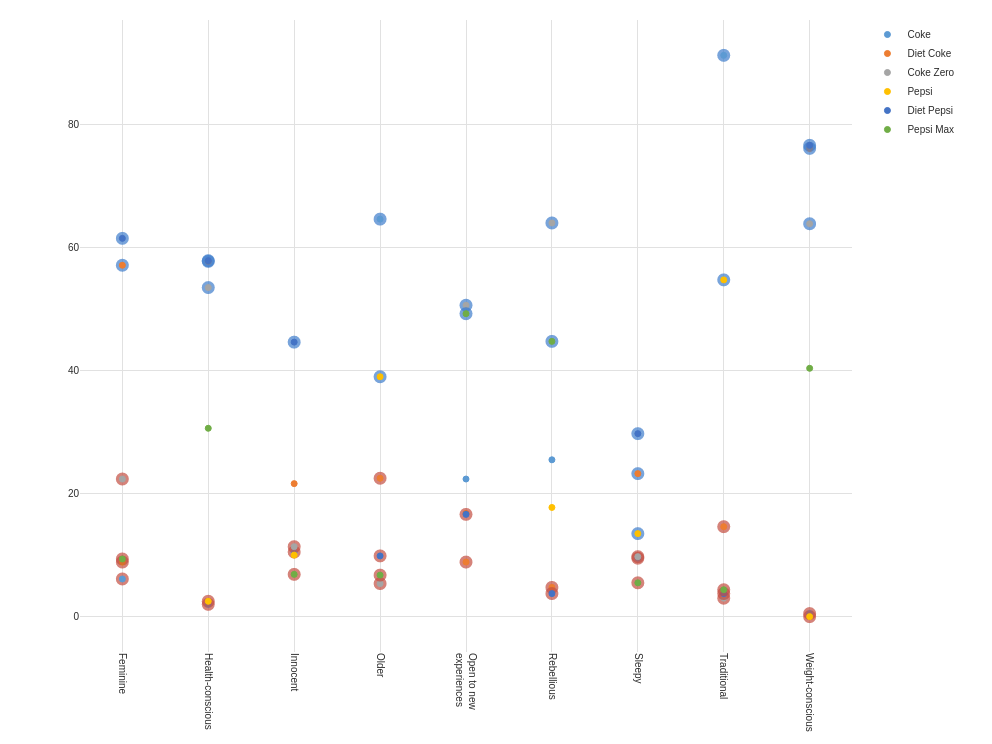 Coke
Diet Coke
Coke Zero
Pepsi
Diet Pepsi
Pepsi Max
80
60
40
20
0
Feminine
Health-conscious
Innocent
Older
Open to new
experiences
Rebellious
Sleepy
Traditional
Weight-conscious